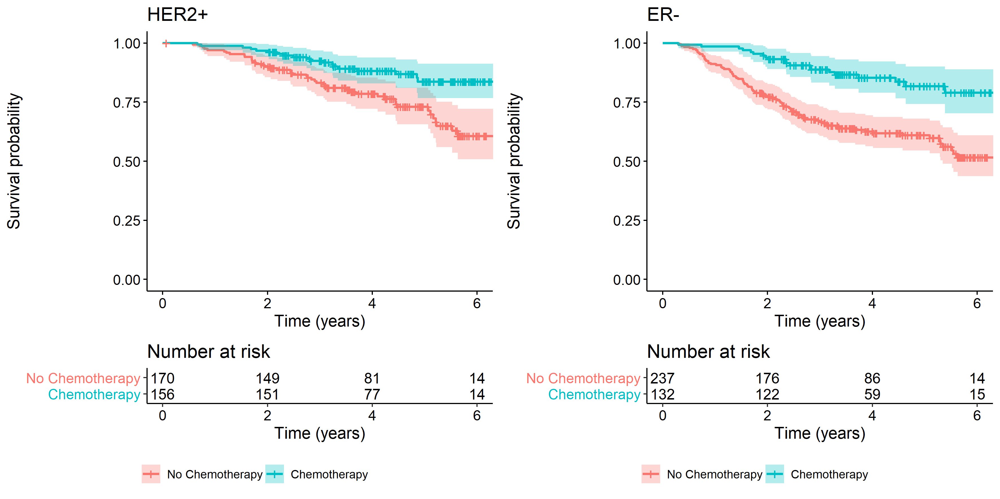 HER2+
Survival probability
1.00
0.75
0.50
0.25
0.00
0 2 4 6
Time (years)
Number at risk
No Chemotherapy 170 149 81 14
Chemotherapy 156 151 77 14
0 2 4 6
Time (years)
No Chemotherapy Chemotherapy
ER-
Survival probability
1.00
0.75
0.50
0.25
0.00
0 2 4 6
Time (years)
Number at risk
No Chemotherapy 237 176 86 14
Chemotherapy 132 122 59 15
0 2 4 6
Time (years)
No Chemotherapy Chemotherapy